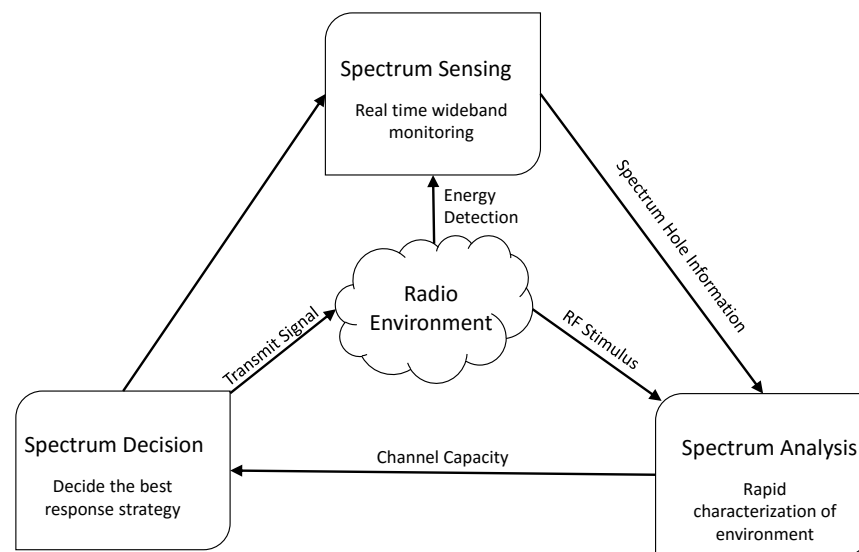 Spectrum Sensing
Real time wideband
monitoring
Energy
Detection
Spectrum Hole Information
Radio
Environment
Transmit Signal
RF Stimulus
Spectrum Decision
Decide the best
response strategy
Channel Capacity
Spectrum Analysis
Rapid
characterization of
environment